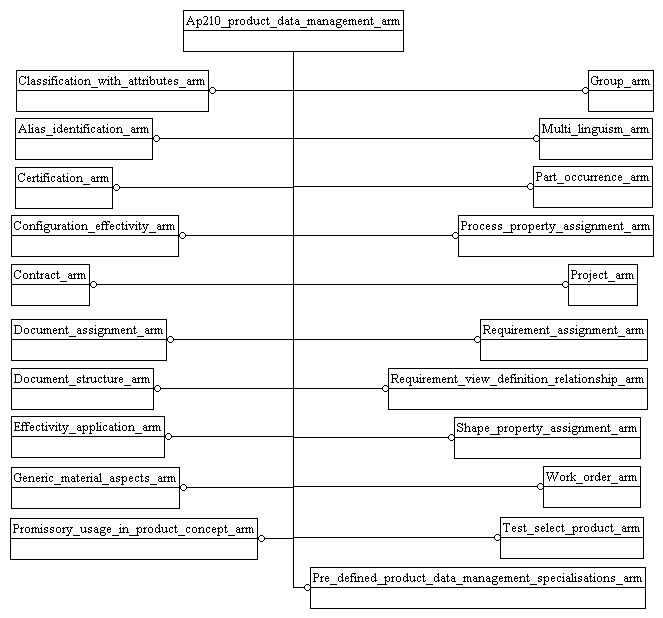 Ap210_product_data_management_arm
Classification_with_attributes_arm
Group_arm
Alias_identification_arm
Multi_linguism_arm
Certification_arm
Part_occurrence_arm
Configuration_effectivity_arm
Process_property_assignment_arm
Contract_arm
Project_arm
Document_assignment_arm
Requirement_assignment_arm
Document_structure_arm
Requirement_view_definition_relationship_arm
Effectivity_application_arm
Shape_property_assignment_arm
Generic_material_aspects_arm
Work_order_arm
Promissory_usage_in_product_concept_arm
Test_select_product_arm
Pre_defined_product_data_management_specialisations_arm